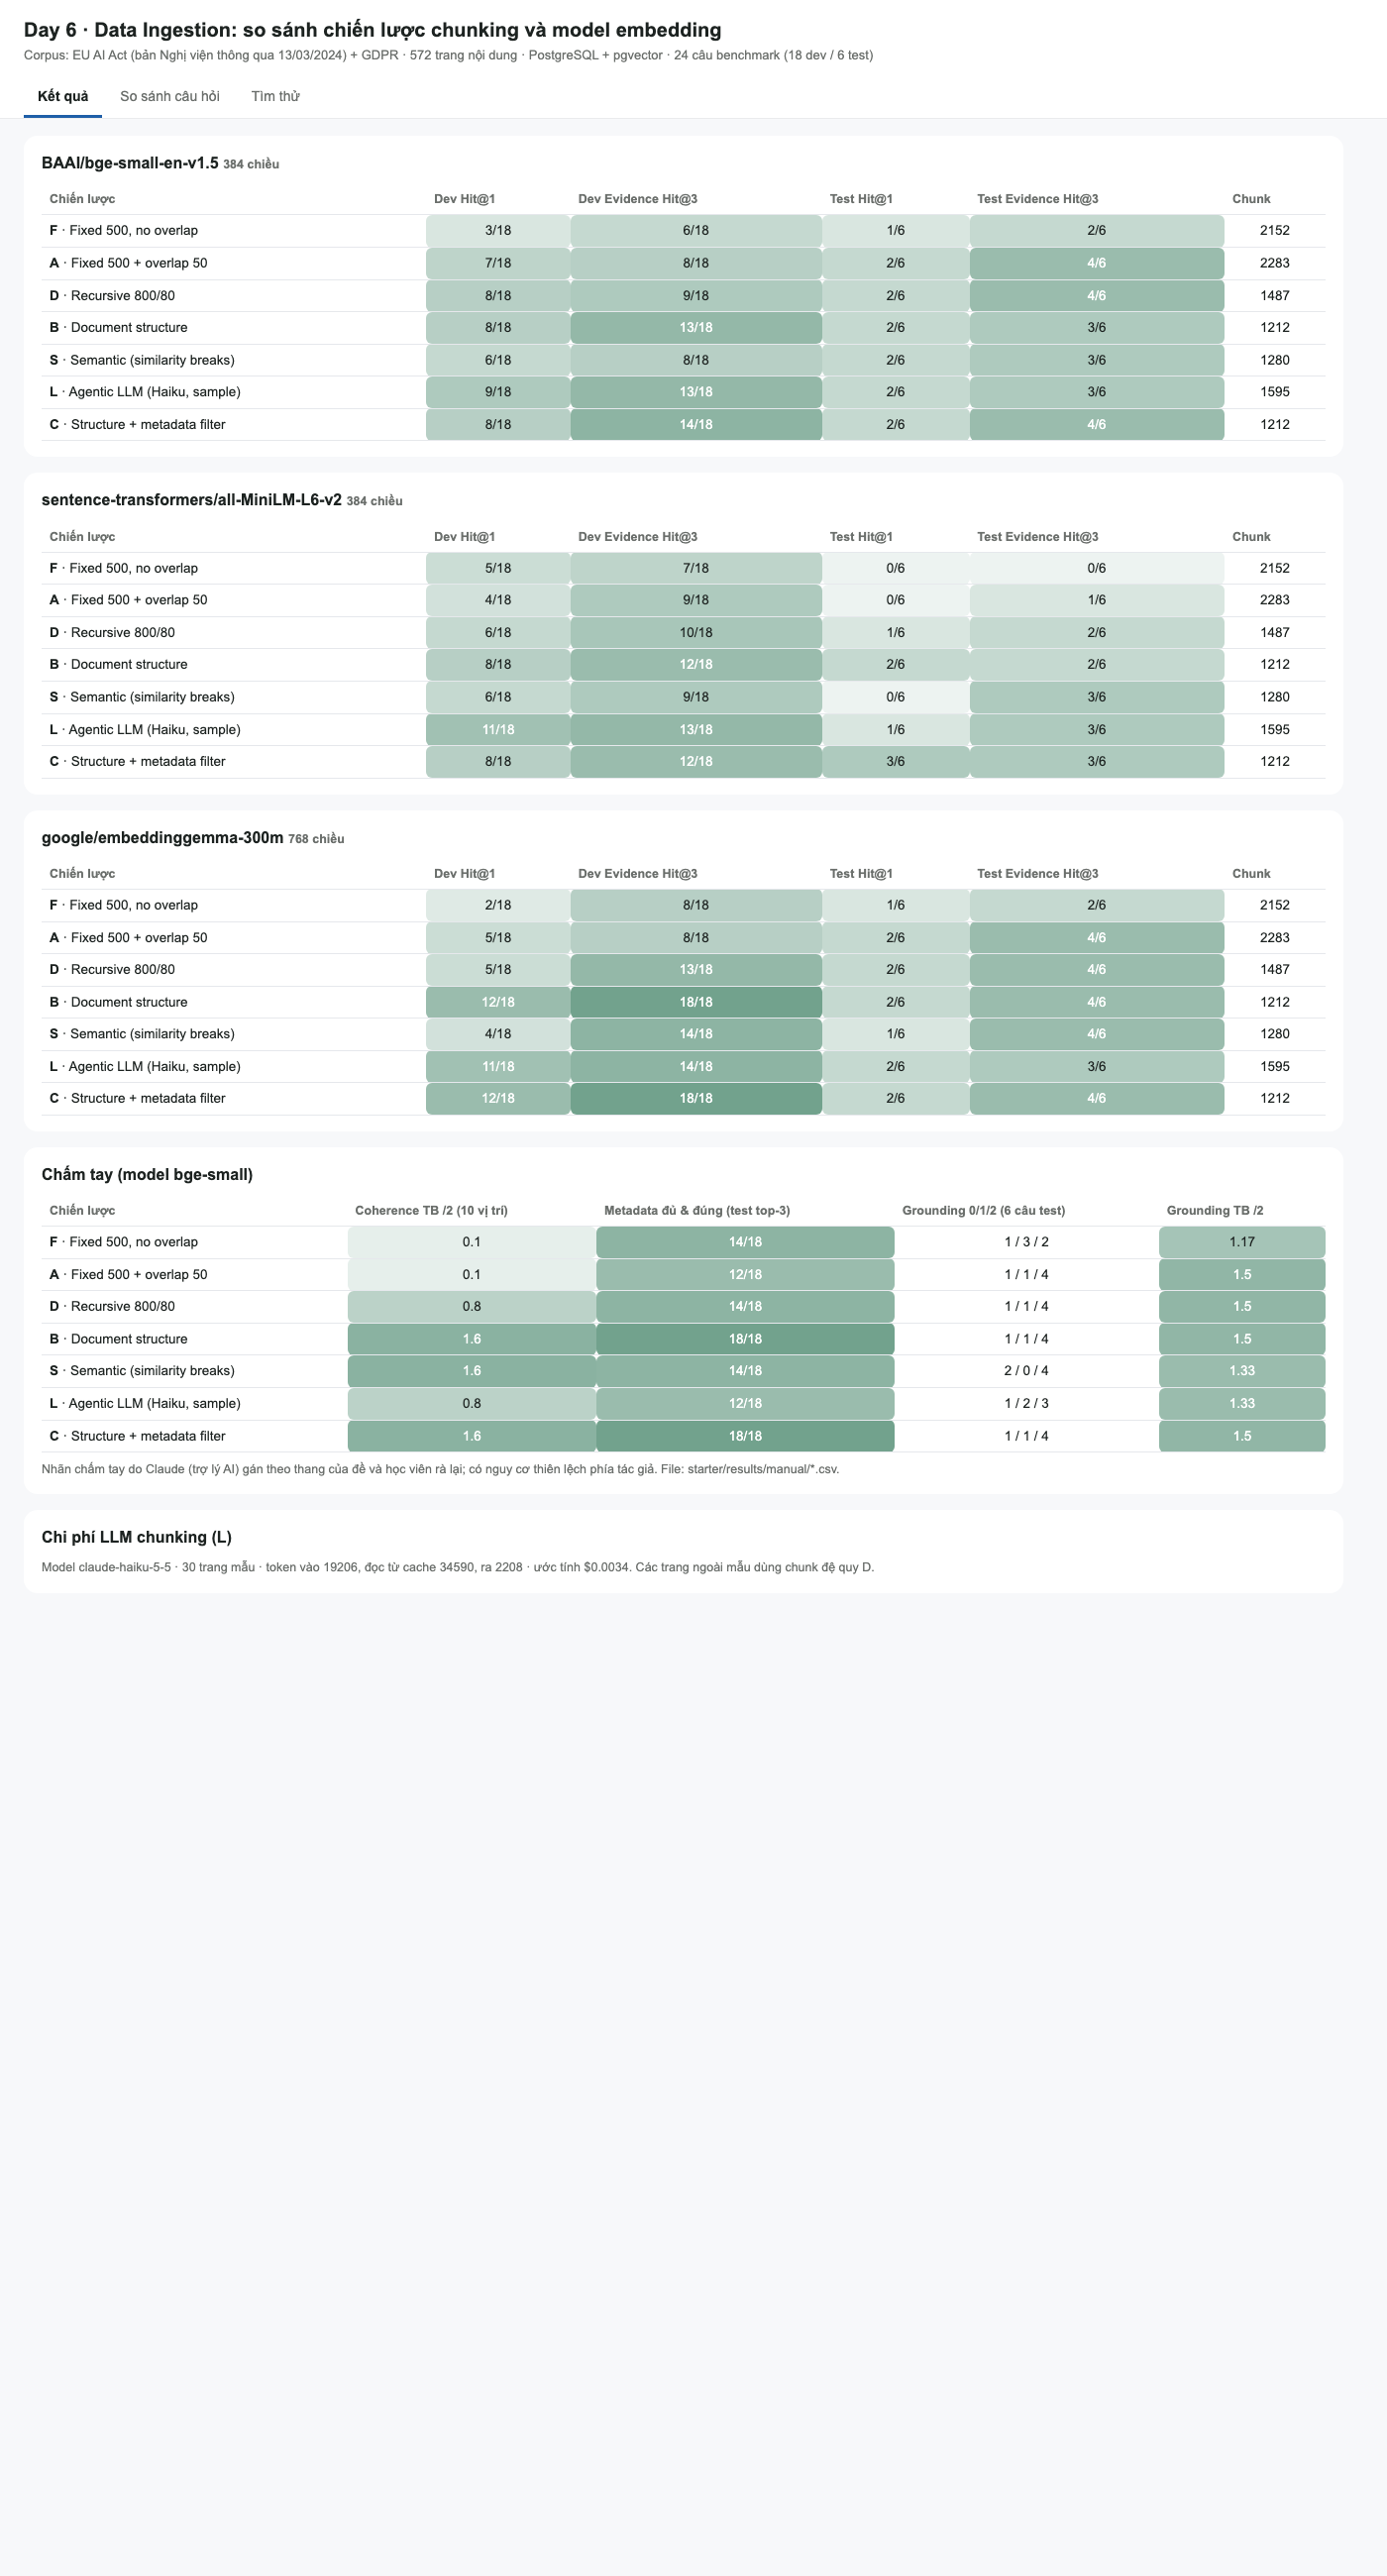 Day 6 · Data Ingestion: so sánh chiến lược chunking và model embedding
Corpus: EU AI Act (bản Nghị viện thông qua 13/03/2024) + GDPR · 572 trang nội dung · PostgreSQL + pgvector · 24 câu benchmark (18 dev / 6 test)
Kết quả So sánh câu hỏi Tìm thử
BAAI/bge-small-en-v1.5 384 chiều
Chiến lược Dev Hit@1 Dev Evidence Hit@3 Test Hit@1 Test Evidence Hit@3 Chunk
F · Fixed 500, no overlap 3/18 6/18 1/6 2/6 2152
A · Fixed 500 + overlap 50 7/18 8/18 2/6 4/6 2283
D · Recursive 800/80 8/18 9/18 2/6 4/6 1487
B · Document structure 8/18 13/18 2/6 3/6 1212
S · Semantic (similarity breaks) 6/18 8/18 2/6 3/6 1280
L · Agentic LLM (Haiku, sample) 9/18 13/18 2/6 3/6 1595
C · Structure + metadata filter 8/18 14/18 2/6 4/6 1212
sentence-transformers/all-MiniLM-L6-v2 384 chiều
Chiến lược Dev Hit@1 Dev Evidence Hit@3 Test Hit@1 Test Evidence Hit@3 Chunk
F · Fixed 500, no overlap 5/18 7/18 0/6 0/6 2152
A · Fixed 500 + overlap 50 4/18 9/18 0/6 1/6 2283
D · Recursive 800/80 6/18 10/18 1/6 2/6 1487
B · Document structure 8/18 12/18 2/6 2/6 1212
S · Semantic (similarity breaks) 6/18 9/18 0/6 3/6 1280
L · Agentic LLM (Haiku, sample) 11/18 13/18 1/6 3/6 1595
C · Structure + metadata filter 8/18 12/18 3/6 3/6 1212
google/embeddinggemma-300m 768 chiều
Chiến lược Dev Hit@1 Dev Evidence Hit@3 Test Hit@1 Test Evidence Hit@3 Chunk
F · Fixed 500, no overlap 2/18 8/18 1/6 2/6 2152
A · Fixed 500 + overlap 50 5/18 8/18 2/6 4/6 2283
D · Recursive 800/80 5/18 13/18 2/6 4/6 1487
B · Document structure 12/18 18/18 2/6 4/6 1212
S · Semantic (similarity breaks) 4/18 14/18 1/6 4/6 1280
L · Agentic LLM (Haiku, sample) 11/18 14/18 2/6 3/6 1595
C · Structure + metadata filter 12/18 18/18 2/6 4/6 1212
Chấm tay (model bge-small)
Chiến lược Coherence TB /2 (10 vị trí) Metadata đủ & đúng (test top-3) Grounding 0/1/2 (6 câu test) Grounding TB /2
F · Fixed 500, no overlap 0.1 14/18 1 / 3 / 2 1.17
A · Fixed 500 + overlap 50 0.1 12/18 1 / 1 / 4 1.5
D · Recursive 800/80 0.8 14/18 1 / 1 / 4 1.5
B · Document structure 1.6 18/18 1 / 1 / 4 1.5
S · Semantic (similarity breaks) 1.6 14/18 2 / 0 / 4 1.33
L · Agentic LLM (Haiku, sample) 0.8 12/18 1 / 2 / 3 1.33
C · Structure + metadata filter 1.6 18/18 1 / 1 / 4 1.5
Nhãn chấm tay do Claude (trợ lý AI) gán theo thang của đề và học viên rà lại; có nguy cơ thiên lệch phía tác giả. File: starter/results/manual/*.csv.
Chi phí LLM chunking (L)
Model claude-haiku-5-5 · 30 trang mẫu · token vào 19206, đọc từ cache 34590, ra 2208 · ước tính $0.0034. Các trang ngoài mẫu dùng chunk đệ quy D.